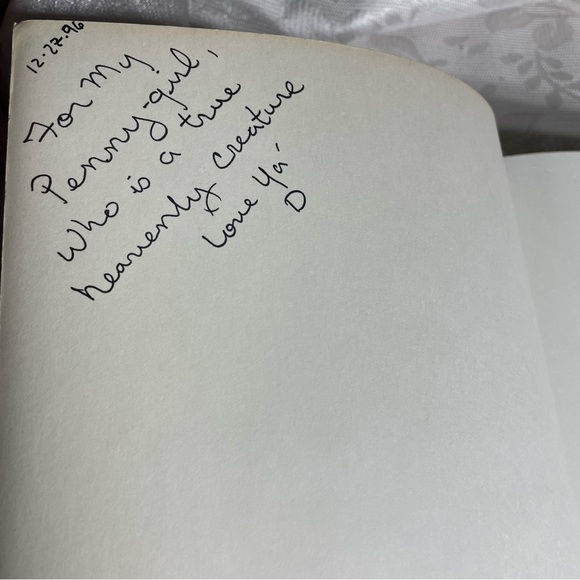 12.27.96
For My
Penny-girl,
Who is a true
heavenly creature
x
Love Ya,
D